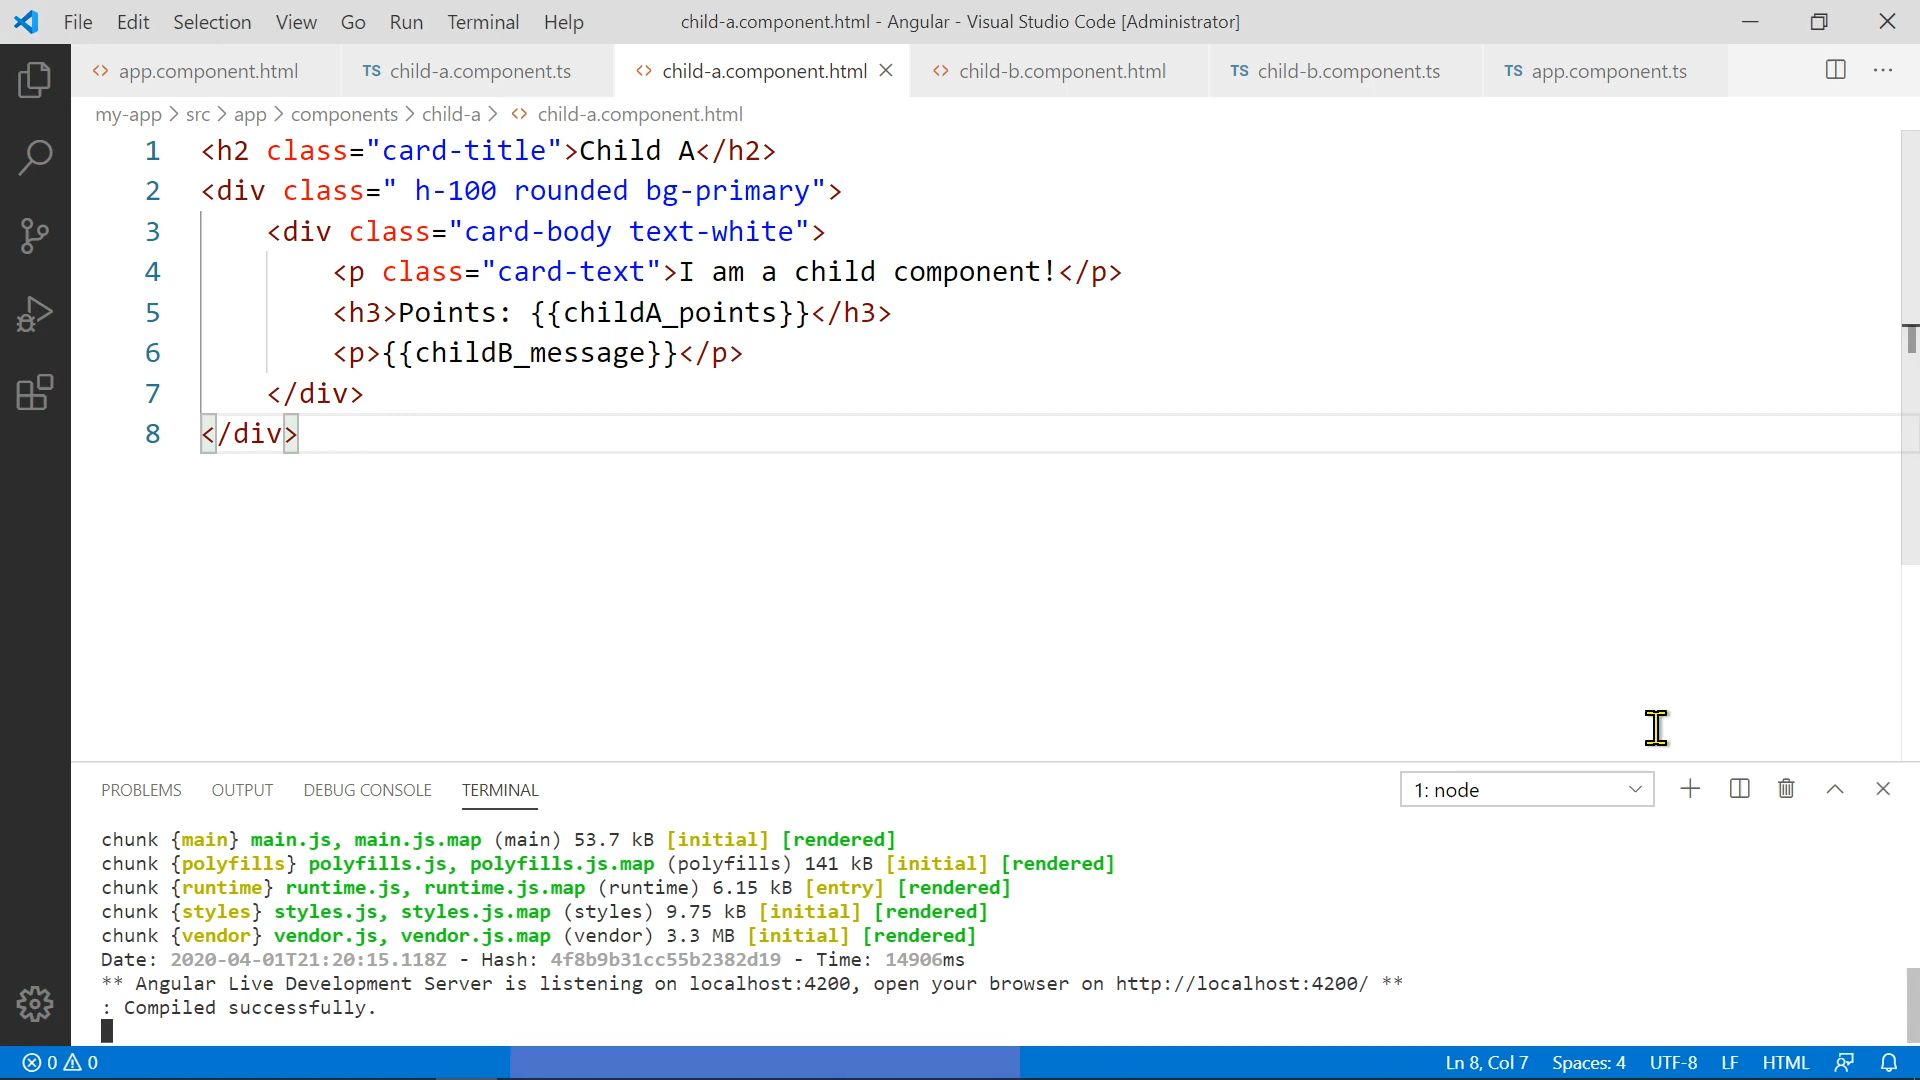 File Edit Selection View Go Run Terminal Help child-a.component.html - Angular - Visual Studio Code [Administrator]
<> app.component.html TS child-a.component.ts <> child-a.component.html <> child-b.component.html TS child-b.component.ts TS app.component.ts
my-app > src > app > components > child-a > <> child-a.component.html
1 <h2 class="card-title">Child A</h2>
2 <div class=" h-100 rounded bg-primary">
3 <div class="card-body text-white">
4 <p class="card-text">I am a child component!</p>
5 <h3>Points: {{childA_points}}</h3>
6 <p>{{childB_message}}</p>
7 </div>
8 </div>
PROBLEMS OUTPUT DEBUG CONSOLE TERMINAL 1: node
chunk {main} main.js, main.js.map (main) 53.7 kB [initial] [rendered]
chunk {polyfills} polyfills.js, polyfills.js.map (polyfills) 141 kB [initial] [rendered]
chunk {runtime} runtime.js, runtime.js.map (runtime) 6.15 kB [entry] [rendered]
chunk {styles} styles.js, styles.js.map (styles) 9.75 kB [initial] [rendered]
chunk {vendor} vendor.js, vendor.js.map (vendor) 3.3 MB [initial] [rendered]
Date: 2020-04-01T21:20:15.118Z - Hash: 4f8b9b31cc55b2382d19 - Time: 14906ms
** Angular Live Development Server is listening on localhost:4200, open your browser on http://localhost:4200/ **
: Compiled successfully.
0 0 Ln 8, Col 7 Spaces: 4 UTF-8 LF HTML